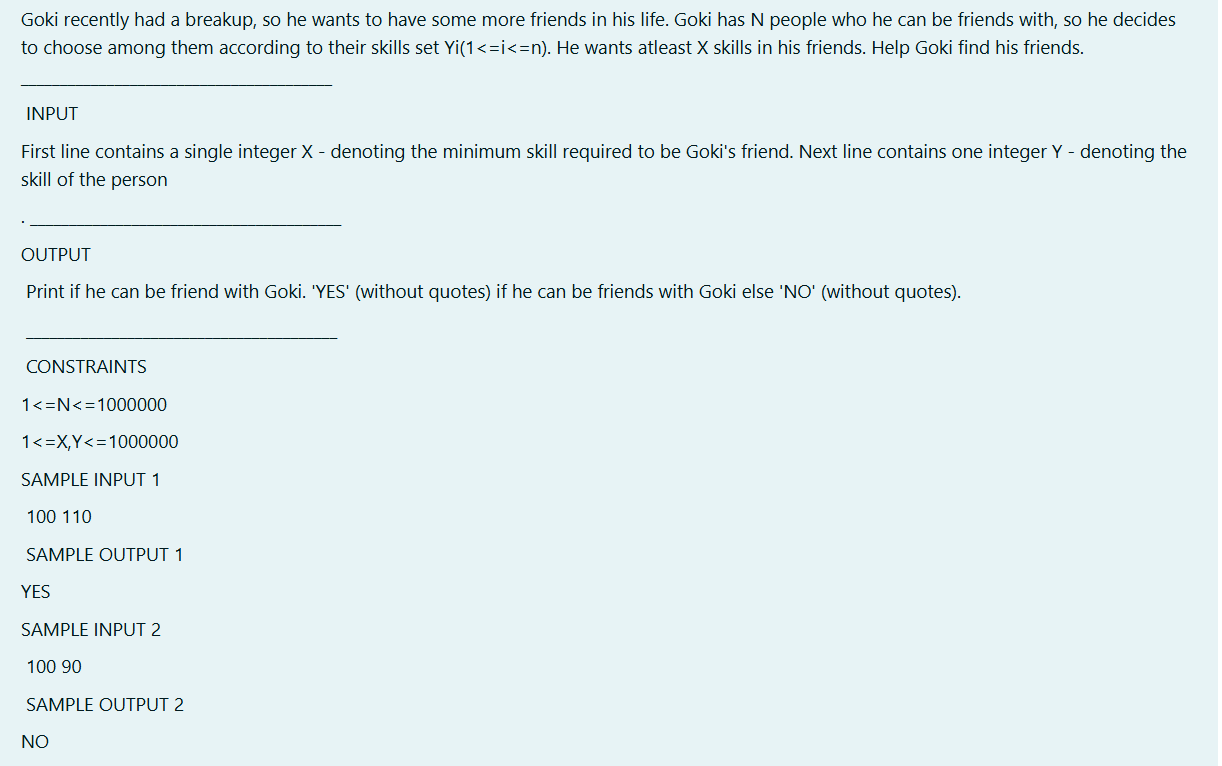 Goki recently had a breakup, so he wants to have some more friends in his life. Goki has N people who he can be friends with, so he decides
to choose among them according to their skills set Yi(1<=i<=n). He wants atleast X skills in his friends. Help Goki find his friends.
________________________________________
INPUT
First line contains a single integer X - denoting the minimum skill required to be Goki's friend. Next line contains one integer Y - denoting the
skill of the person
. ________________________________________
OUTPUT
Print if he can be friend with Goki. 'YES' (without quotes) if he can be friends with Goki else 'NO' (without quotes).
________________________________________
CONSTRAINTS
1<=N<=1000000
1<=X,Y<=1000000
SAMPLE INPUT 1
100 110
SAMPLE OUTPUT 1
YES
SAMPLE INPUT 2
100 90
SAMPLE OUTPUT 2
NO